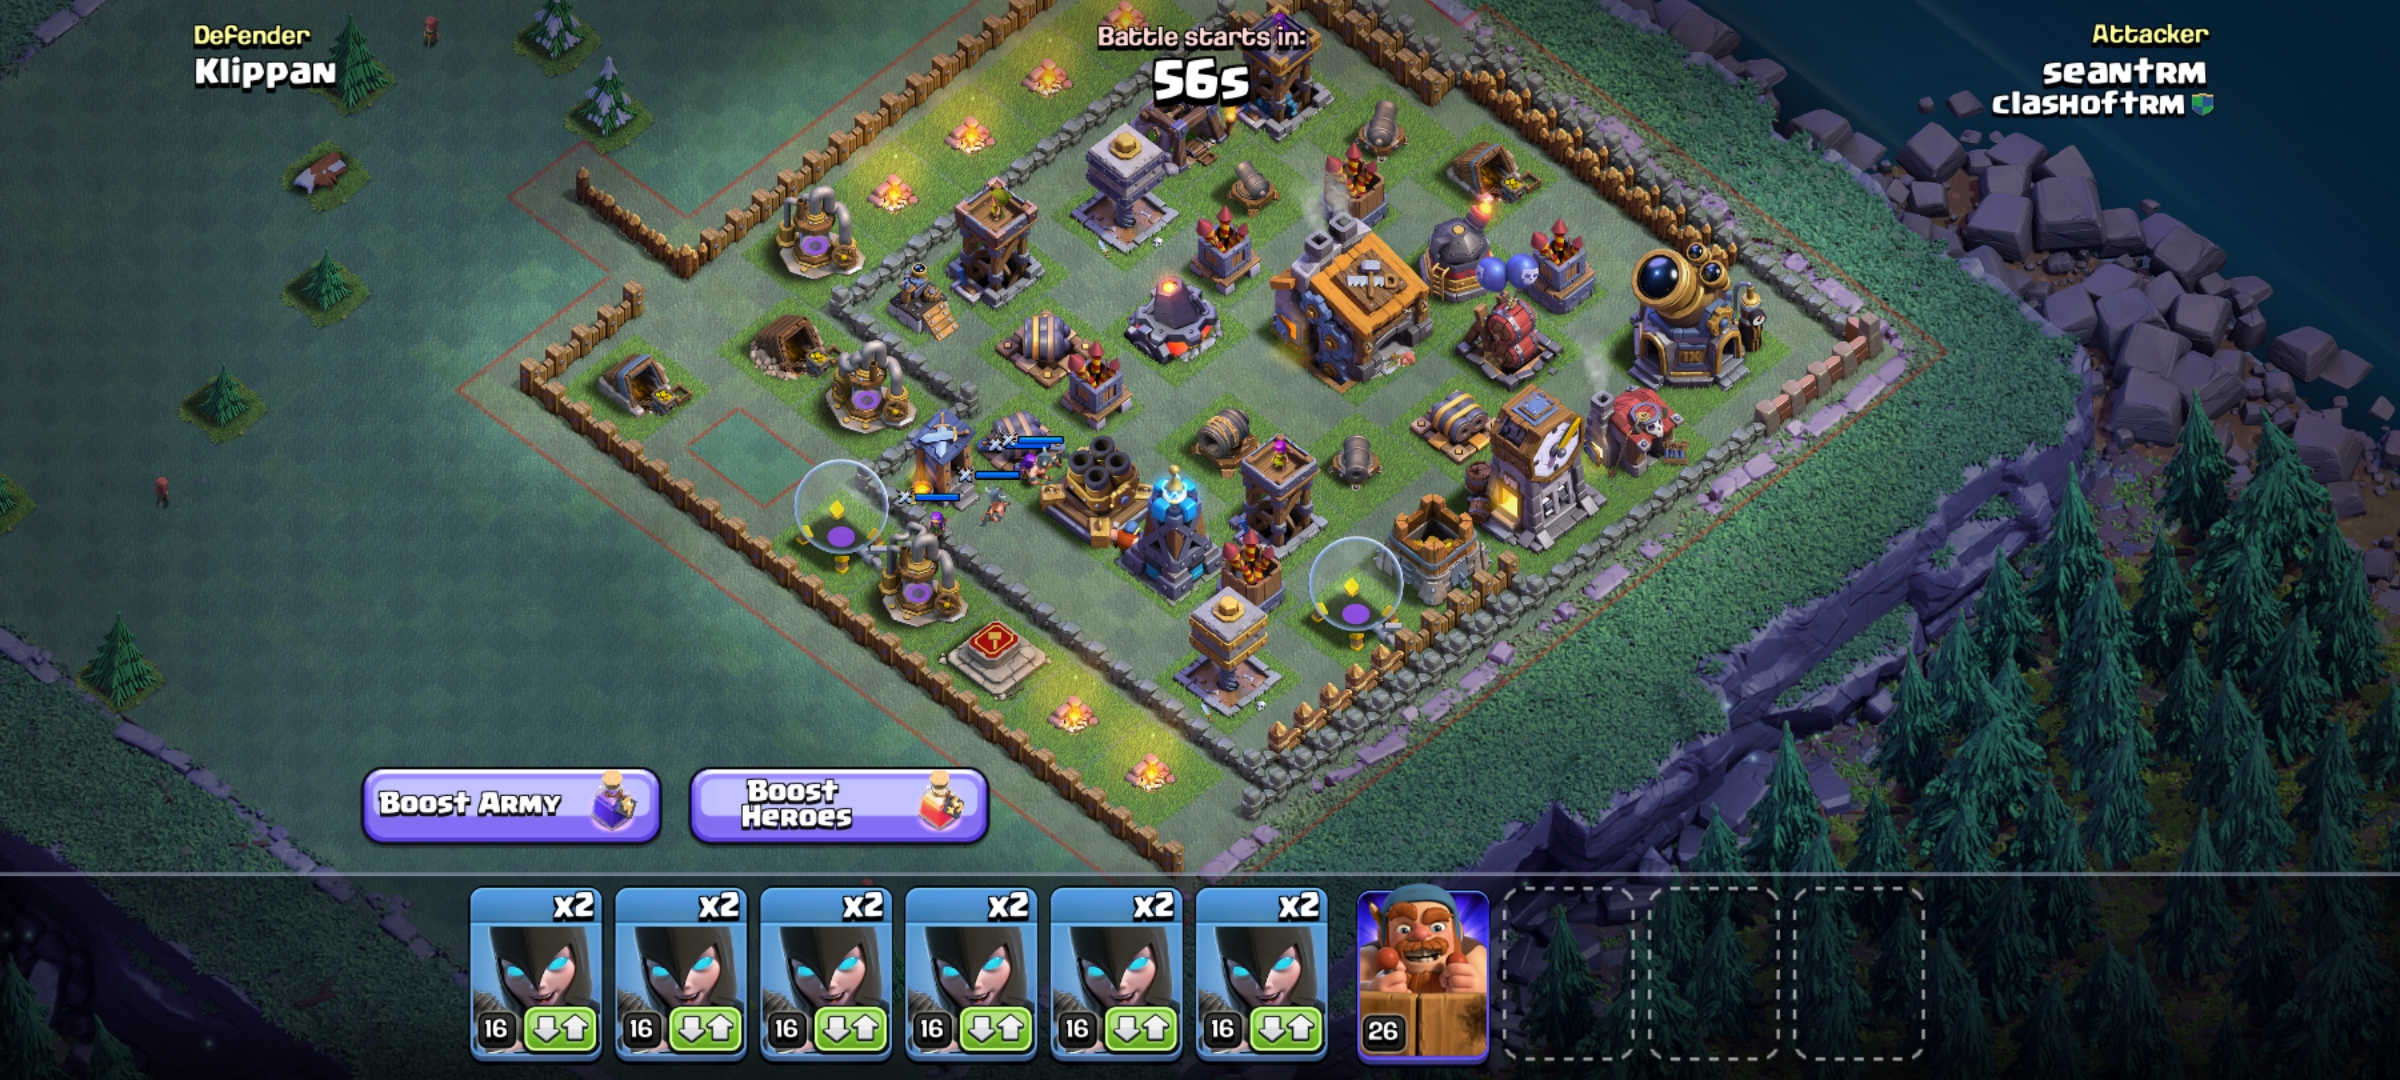 Defender
Klippan
Battle starts in:
56s
Attacker
seantRM
clashoftRM
Boost Army
Boost
Heroes
x2
x2
x2
x2
x2
x2
16
16
16
16
16
16
26